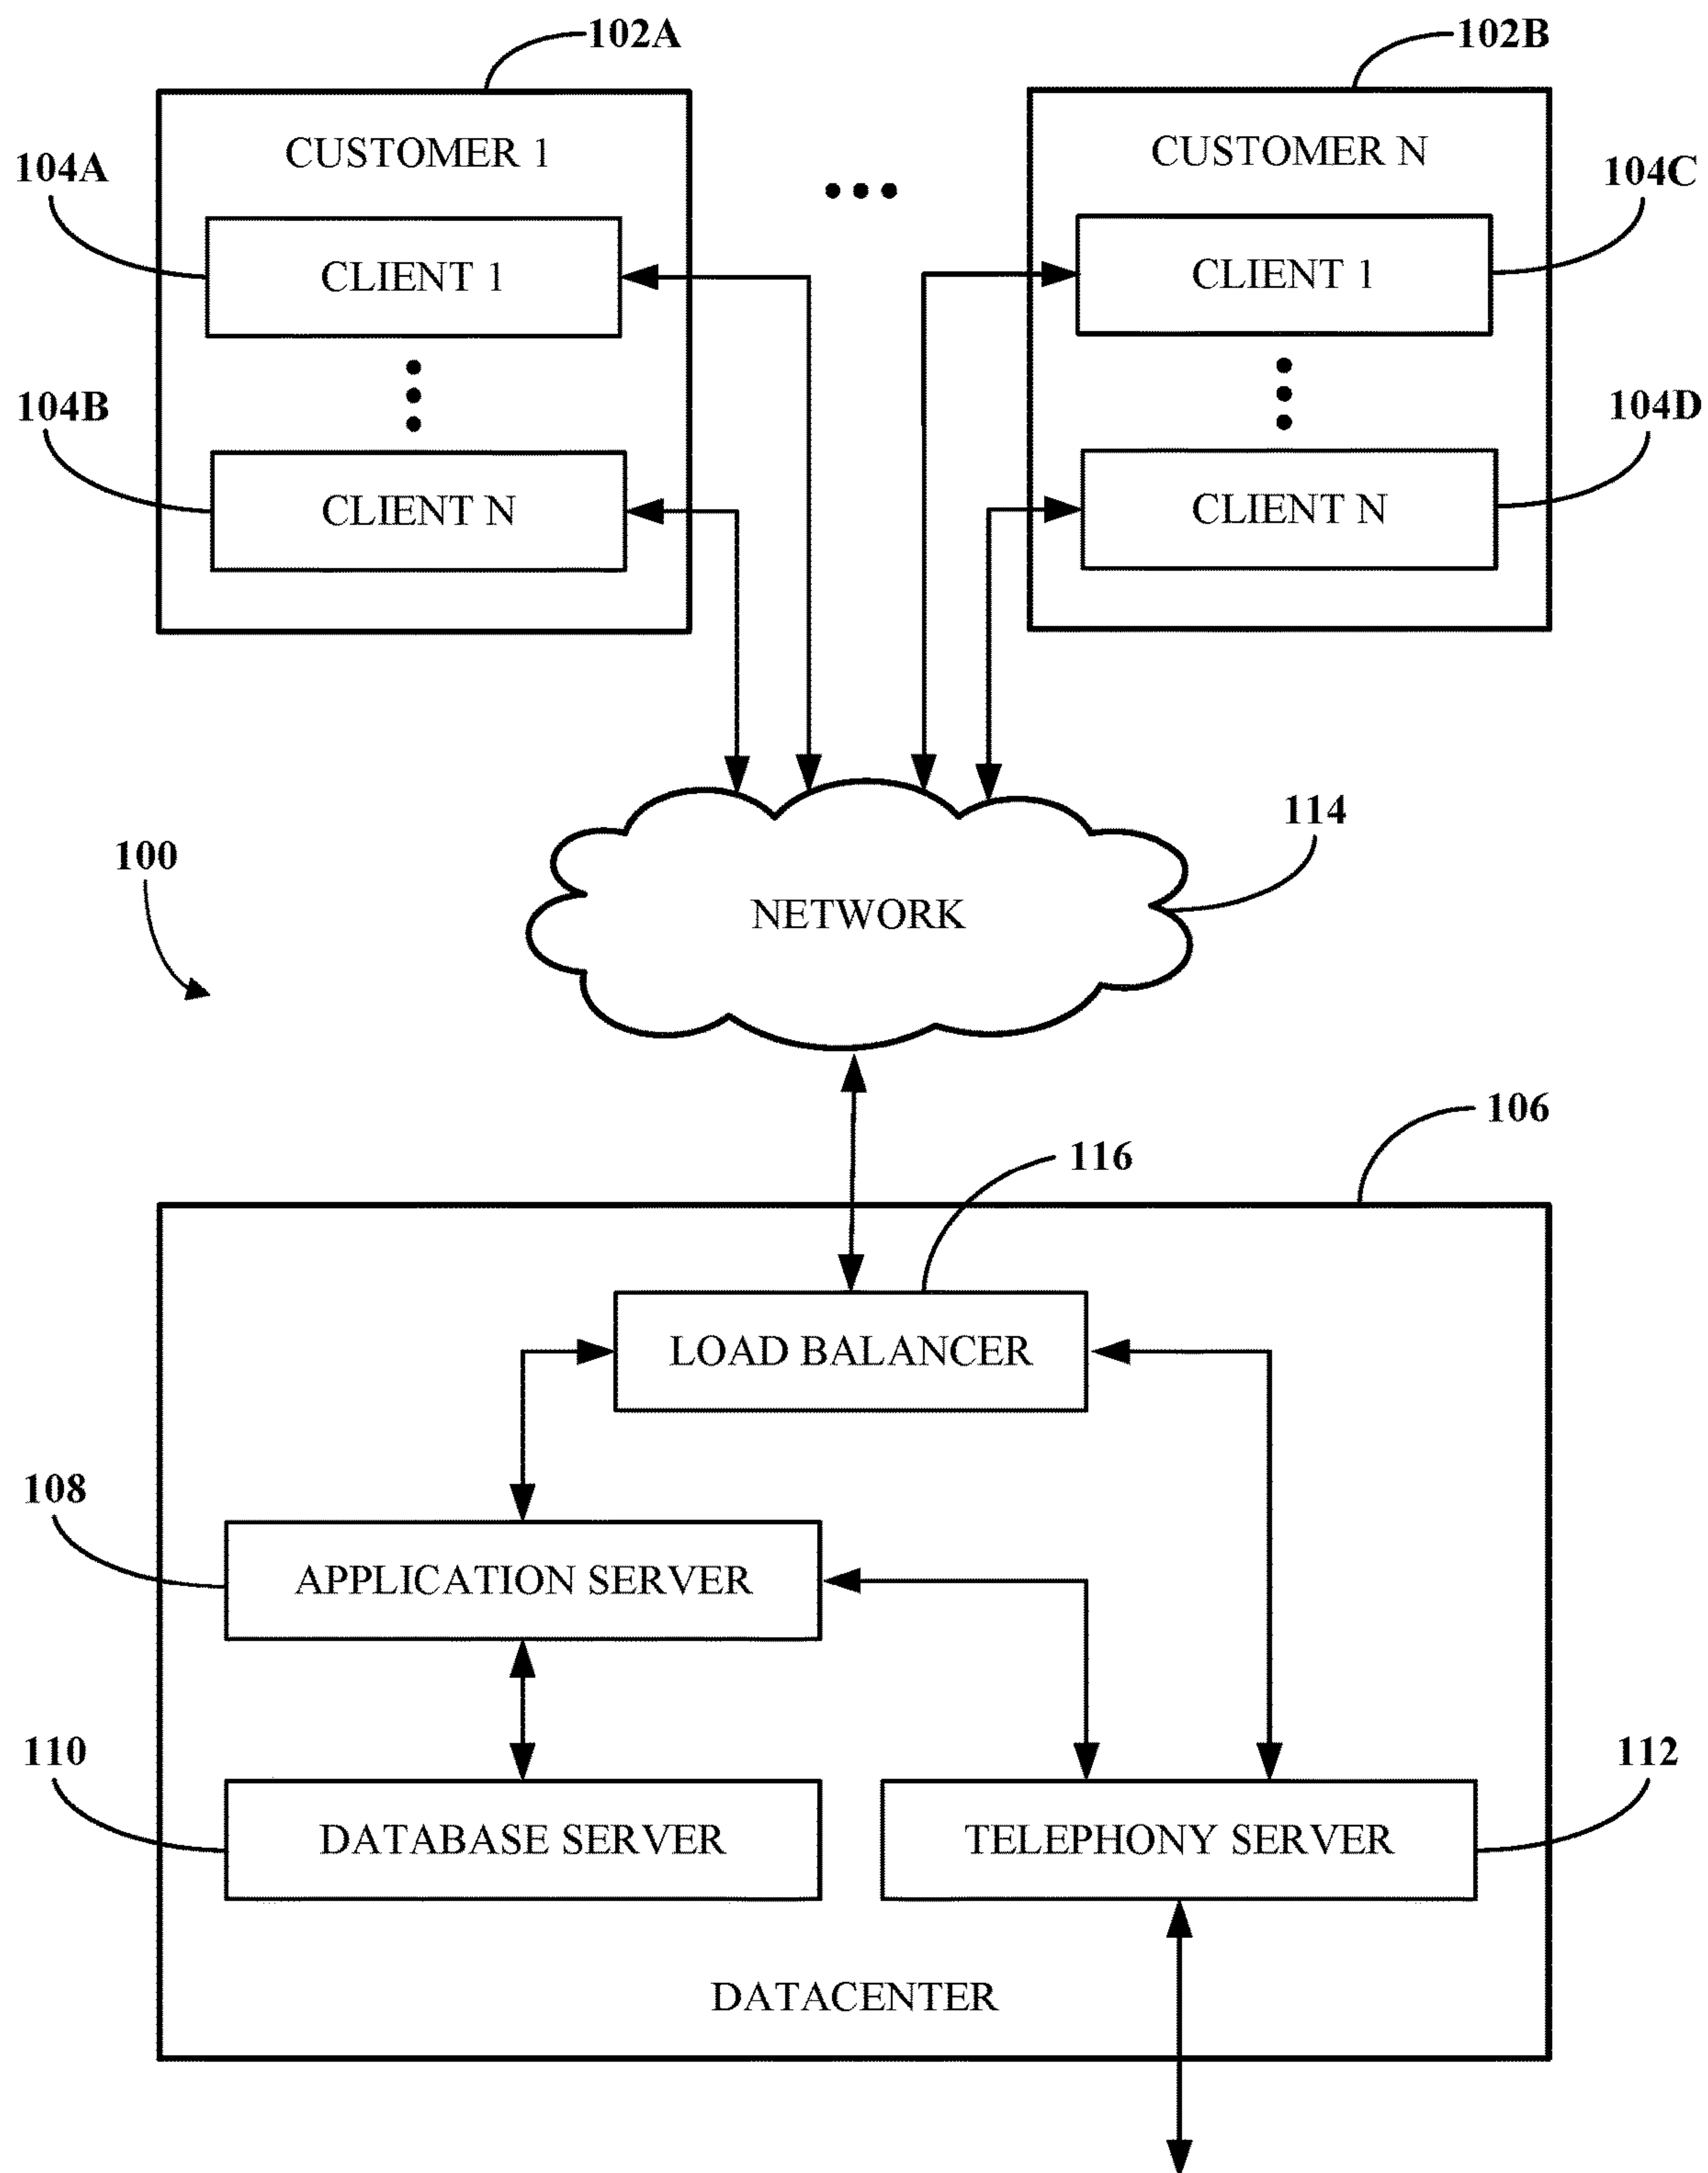 102A
102B
CUSTOMER 1
CUSTOMER N
104A
104C
CLIENT 1
CLIENT 1
104B
104D
CLIENT N
CLIENT N
114
100
NETWORK
106
116
LOAD BALANCER
108
APPLICATION SERVER
110
112
DATABASE SERVER
TELEPHONY SERVER
DATACENTER